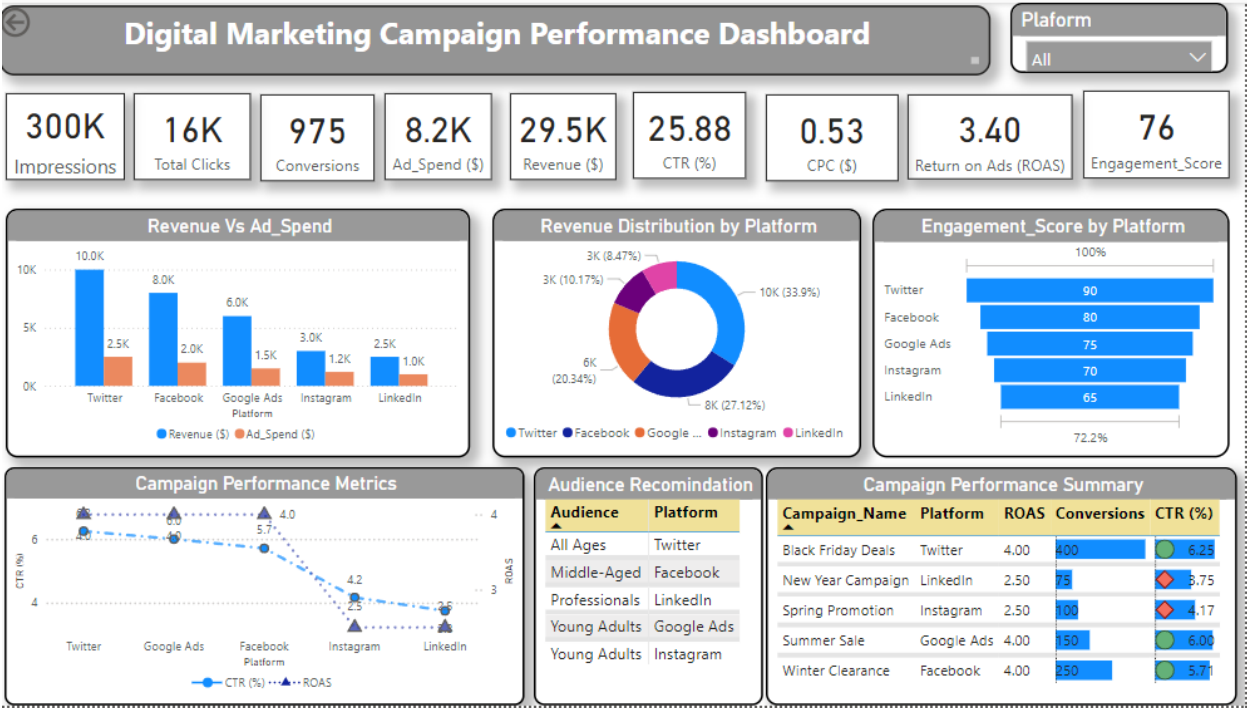 Digital Marketing Campaign Performance Dashboard
Plaform
All
300K
Impressions
16K
Total Clicks
975
Conversions
8.2K
Ad_Spend ($)
29.5K
Revenue ($)
25.88
CTR (%)
0.53
CPC ($)
3.40
Return on Ads (ROAS)
76
Engagement_Score
Revenue Vs Ad_Spend
10K
5K
0K
10.0K
2.5K
8.0K
2.0K
6.0K
1.5K
3.0K
1.2K
2.5K
1.0K
Twitter Facebook Google Ads Instagram LinkedIn
Platform
Revenue ($) Ad_Spend ($)
Revenue Distribution by Platform
3K (8.47%)
3K (10.17%)
10K (33.9%)
6K
(20.34%)
8K (27.12%)
Twitter Facebook Google ... Instagram LinkedIn
Engagement_Score by Platform
100%
Twitter 90
Facebook 80
Google Ads 75
Instagram 70
LinkedIn 65
72.2%
Campaign Performance Metrics
CTR (%)
6
4
4.0
6.0
4.0
5.7
4.0
4.2
2.5
4
3
ROAS
Twitter Google Ads Facebook Instagram LinkedIn
Platform
CTR (%) ROAS
Audience Recomindation
Audience Platform
All Ages Twitter
Middle-Aged Facebook
Professionals LinkedIn
Young Adults Google Ads
Young Adults Instagram
Campaign Performance Summary
Campaign_Name Platform ROAS Conversions CTR (%)
Black Friday Deals Twitter 4.00 400 6.25
New Year Campaign LinkedIn 2.50 75 3.75
Spring Promotion Instagram 2.50 100 4.17
Summer Sale Google Ads 4.00 150 6.00
Winter Clearance Facebook 4.00 250 5.71